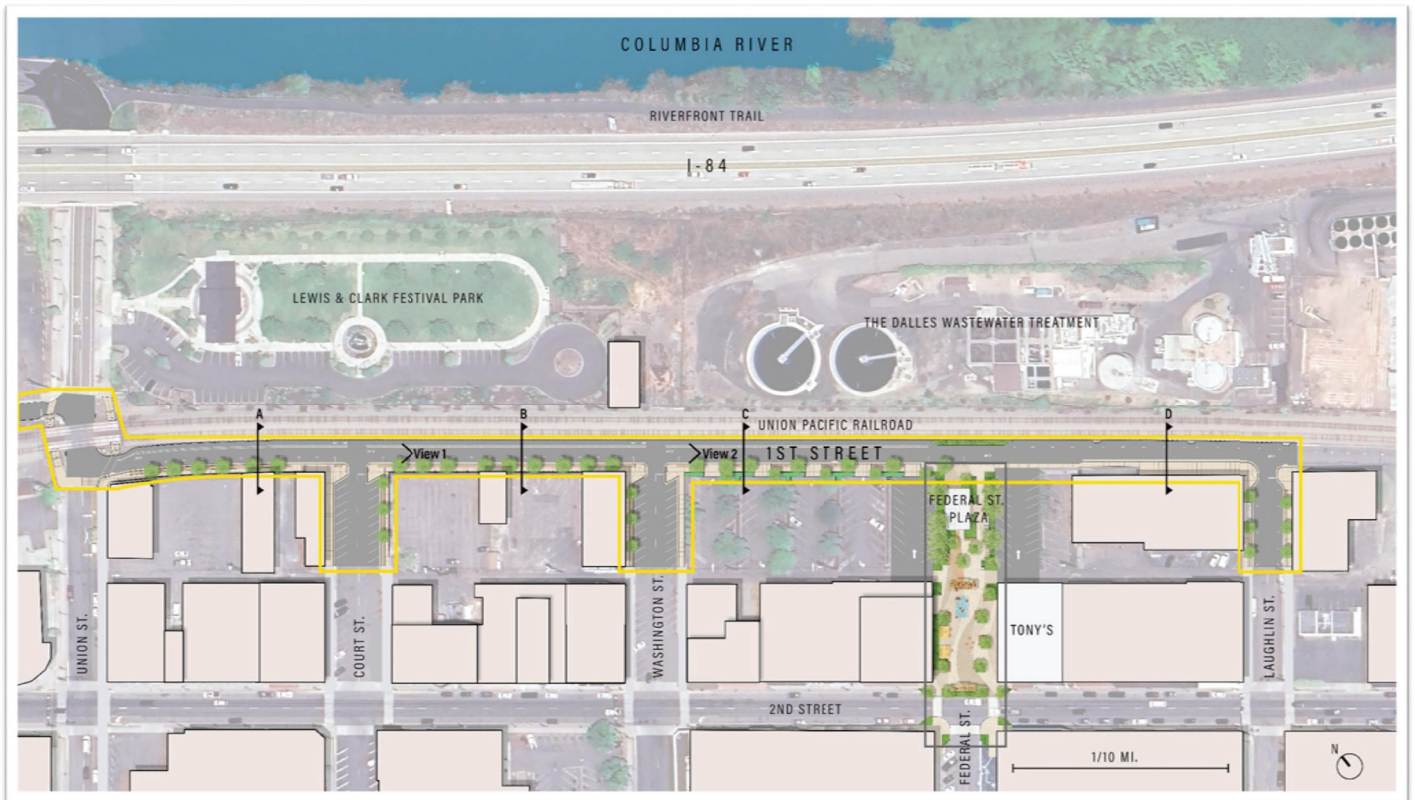 COLUMBIA RIVER
RIVERFRONT TRAIL
I-84
LEWIS & CLARK FESTIVAL PARK
THE DALLES WASTEWATER TREATMENT
A
B
C
D
UNION PACIFIC RAILROAD
View 1
View 2
1ST STREET
FEDERAL ST.
PLAZA
UNION ST.
COURT ST.
WASHINGTON ST.
TONY'S
LAUGHLIN ST.
2ND STREET
FEDERAL ST.
1/10 MI.
N